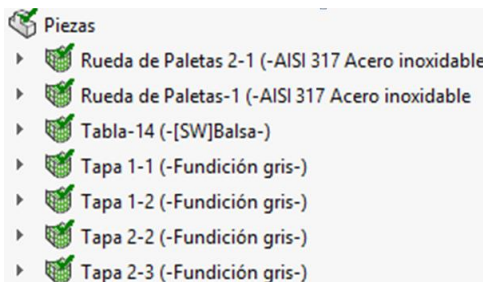 Piezas
Rueda de Paletas 2-1 (-AISI 317 Acero inoxidable
Rueda de Paletas-1 (-AISI 317 Acero inoxidable
Tabla-14 (-[SW]Balsa-)
Tapa 1-1 (-Fundición gris-)
Tapa 1-2 (-Fundición gris-)
Tapa 2-2 (-Fundición gris-)
Tapa 2-3 (-Fundición gris-)